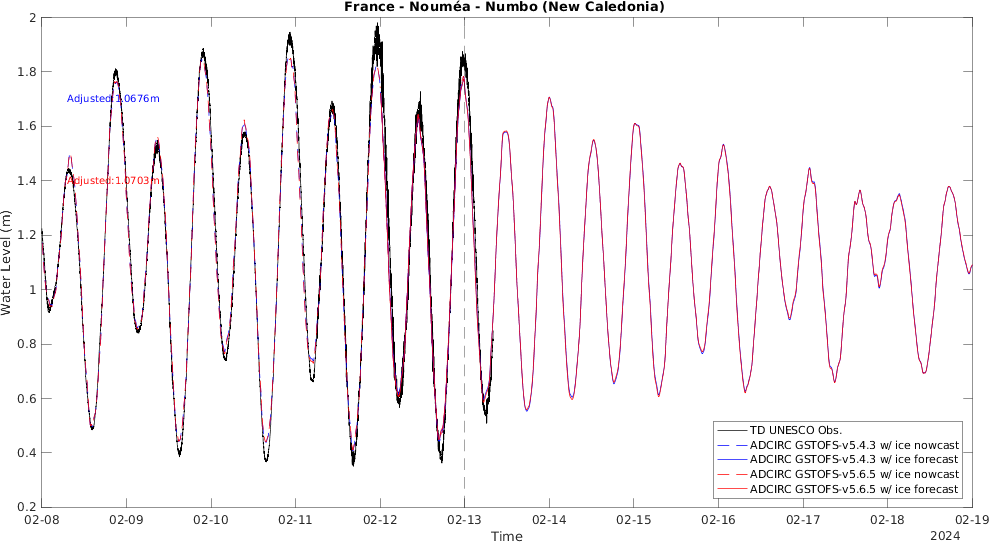 France - Nouméa - Numbo (New Caledonia)
Water Level (m)
2
1.8
1.6
1.4
1.2
1
0.8
0.6
0.4
0.2
Adjusted:1.0676m
Adjusted:1.0703m
TD UNESCO Obs.
ADCIRC GSTOFS-v5.4.3 w/ ice nowcast
ADCIRC GSTOFS-v5.4.3 w/ ice forecast
ADCIRC GSTOFS-v5.6.5 w/ ice nowcast
ADCIRC GSTOFS-v5.6.5 w/ ice forecast
02-08 02-09 02-10 02-11 02-12 02-13 02-14 02-15 02-16 02-17 02-18 02-19
Time
2024